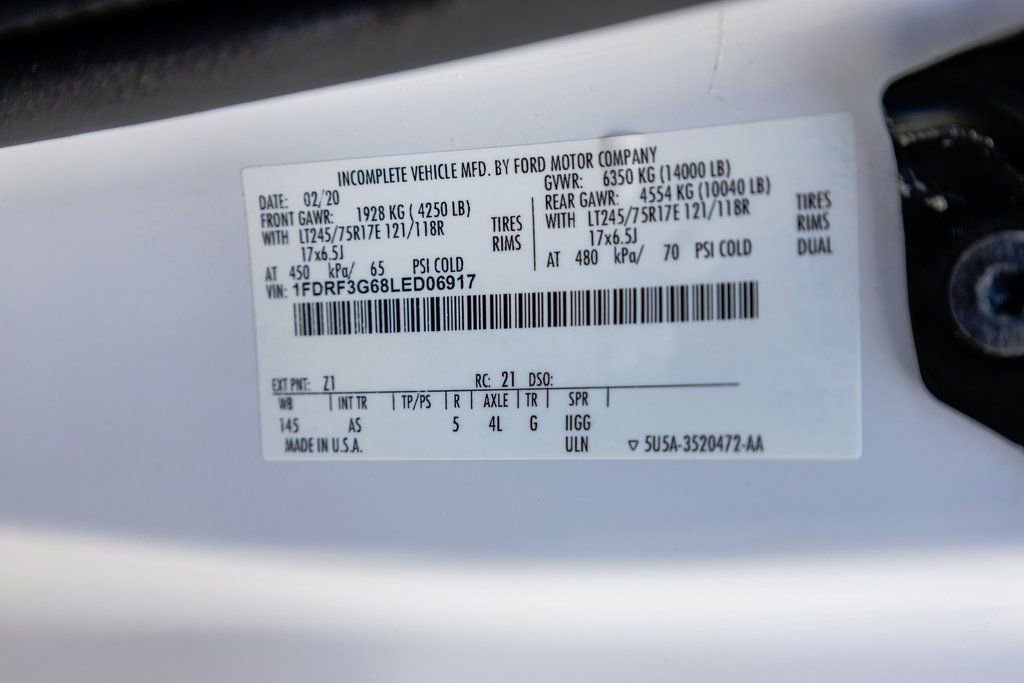 INCOMPLETE VEHICLE MFD. BY FORD MOTOR COMPANY
DATE: 02/20 GVWR: 6350 KG (14000 LB)
FRONT GAWR: 1928 KG ( 4250 LB) REAR GAWR: 4554 KG (10040 LB)
WITH LT245/75R17E 121/118R TIRES WITH LT245/75R17E 121/118R TIRES
17x6.5J RIMS 17x6.5J RIMS
AT 450 kPa/ 65 PSI COLD AT 480 kPa/ 70 PSI COLD DUAL
VIN: 1FDRF3G68LED06917
EXT PNT: Z1 RC: 21 DSO:
WB INT TR TP/PS R AXLE TR SPR
145 AS 5 4L G IIGG
MADE IN U.S.A. ULN ▽ 5U5A-3520472-AA